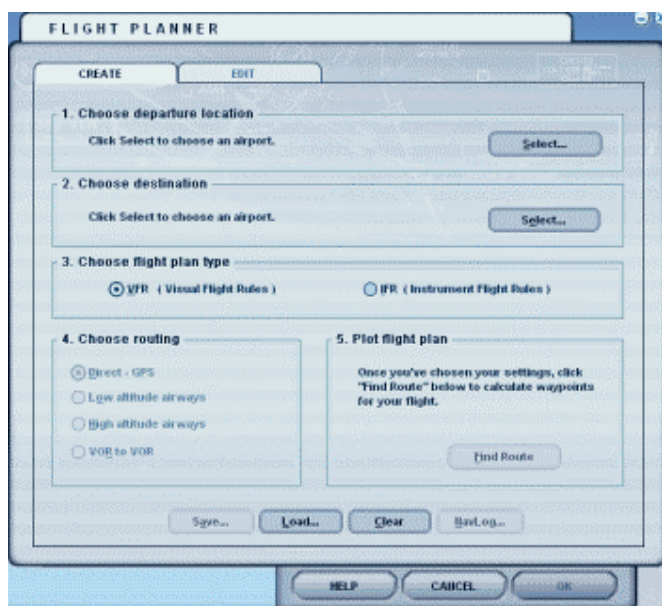 FLIGHT PLANNER
CREATE EDIT
1. Choose departure location
Click Select to choose an airport.
Select...
2. Choose destination
Click Select to choose an airport.
Select...
3. Choose flight plan type
VFR ( Visual Flight Rules ) IFR ( Instrument Flight Rules )
4. Choose routing
Direct - GPS
Low altitude airways
High altitude airways
VOR to VOR
5. Plot flight plan
Once you've chosen your settings, click
"Find Route" below to calculate waypoints
for your flight.
Find Route
Save... Load... Clear NavLog...
HELP CANCEL OK